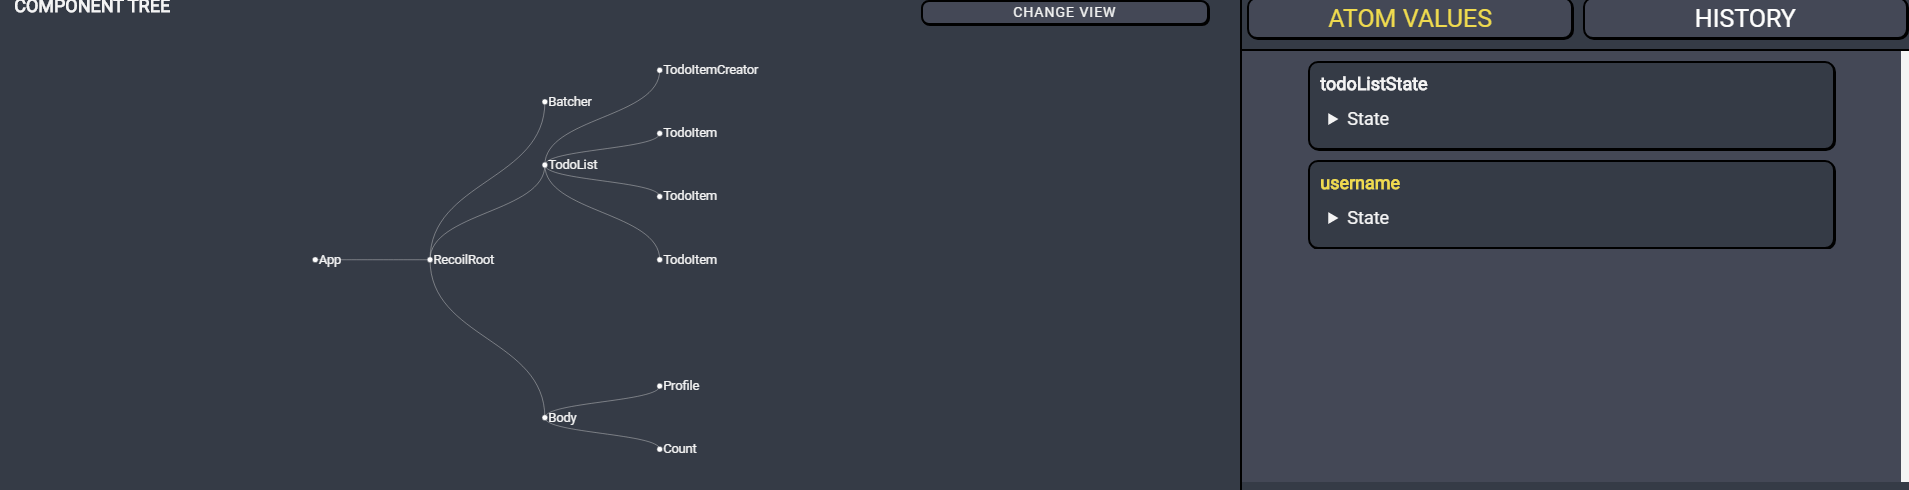 COMPONENT TREE
CHANGE VIEW
TodoItemCreator
Batcher
TodoItem
TodoList
TodoItem
App
RecoilRoot
TodoItem
Profile
Body
Count
ATOM VALUES
HISTORY
todoListState
State
username
State